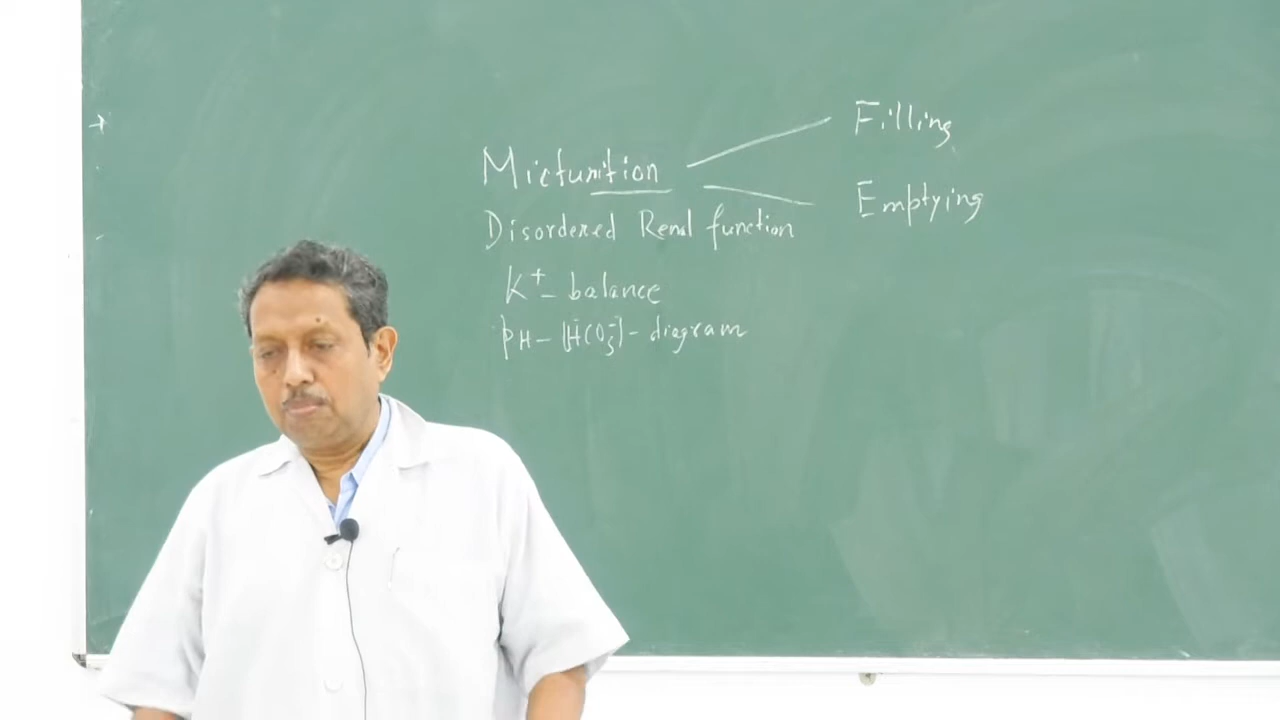 Micturition
Filling
Emptying
Disordered Renal function
K+ - balance
pH - [HCO3-] - diagram